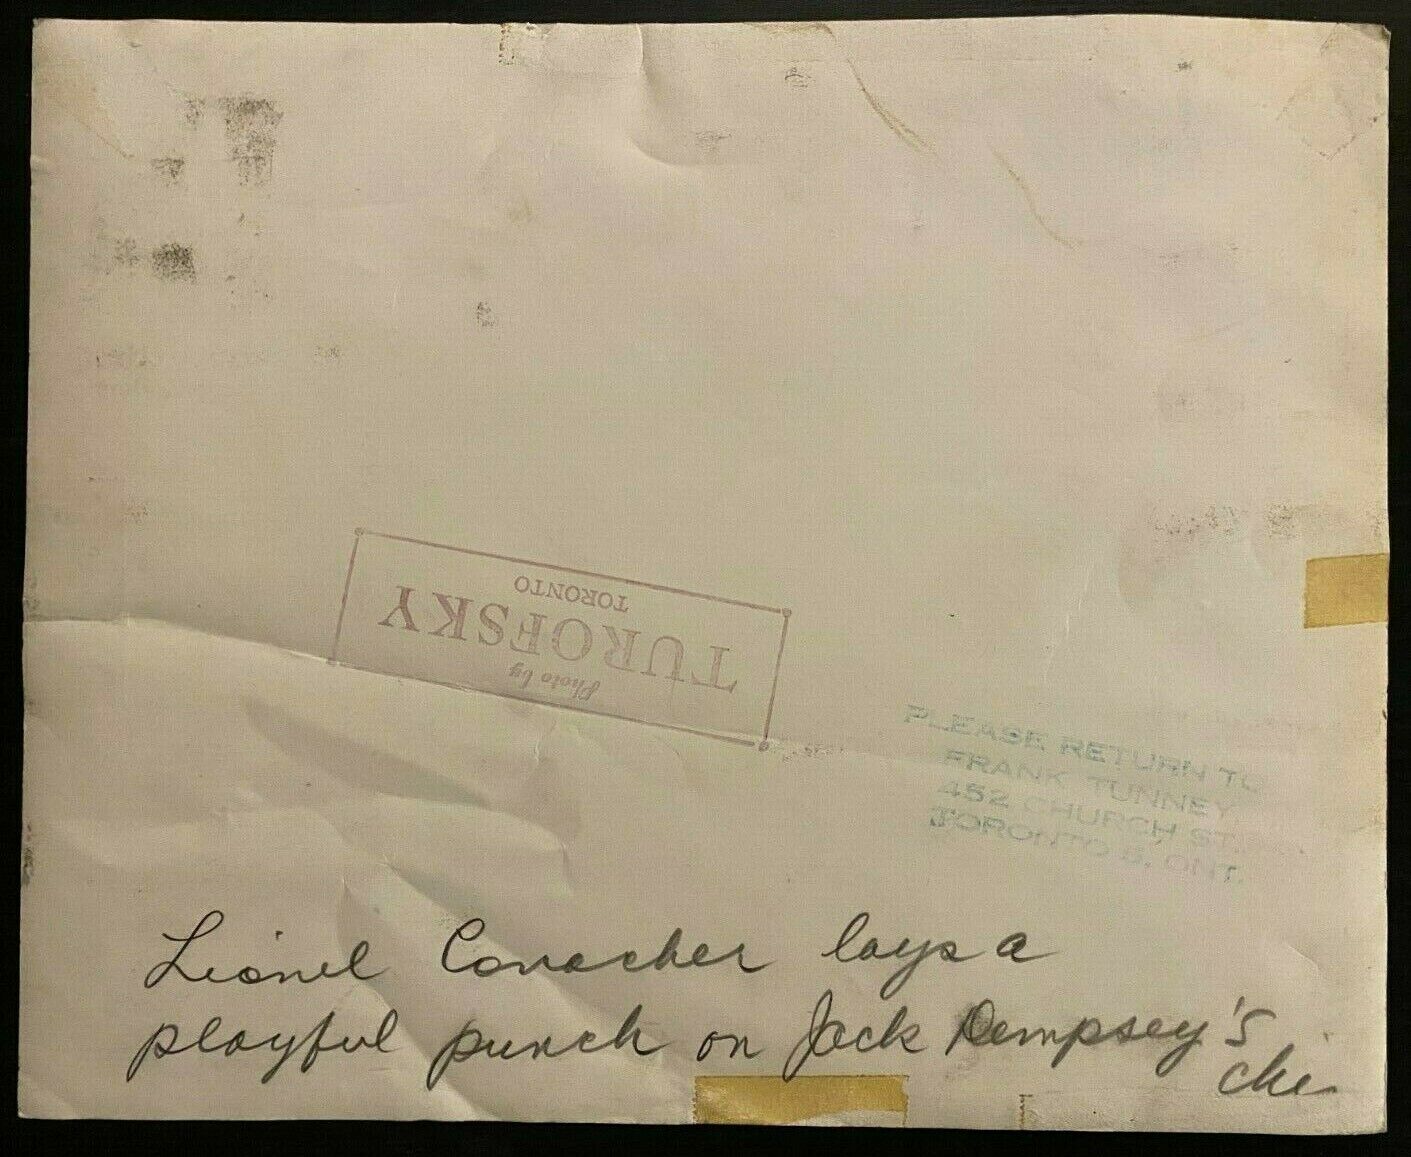 Photo by
TUROFSKY
TORONTO
PLEASE RETURN TO
FRANK TUNNEY,
452 CHURCH ST.
TORONTO 5, ONT.
Lionel Conacher lays a
playful punch on Jack Dempsey's
chin